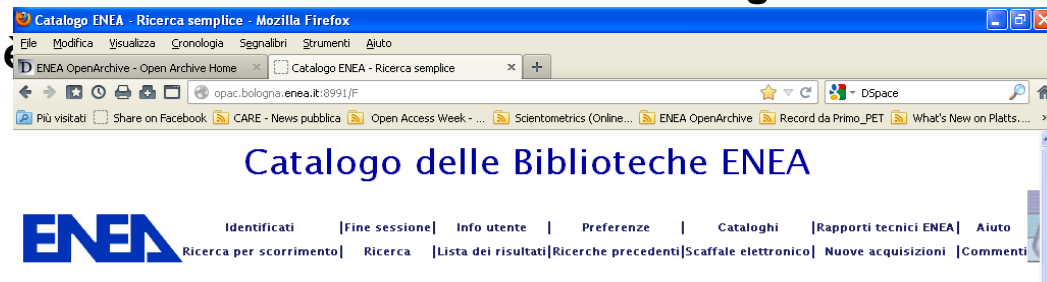 Catalogo ENEA - Ricerca semplice - Mozilla Firefox
è
File Modifica Visualizza Cronologia Segnalibri Strumenti Aiuto
D ENEA OpenArchive - Open Archive Home × Catalogo ENEA - Ricerca semplice × +
opac.bologna.enea.it:8991/F DSpace
Più visitati Share on Facebook CARE - News pubblica Open Access Week - ... Scientometrics (Online... ENEA OpenArchive Record da Primo_PET What's New on Platts....
Catalogo delle Biblioteche ENEA
ENEA
Identificati |Fine sessione| Info utente | Preferenze | Cataloghi |Rapporti tecnici ENEA| Aiuto
Ricerca per scorrimento| Ricerca |Lista dei risultati|Ricerche precedenti|Scaffale elettronico| Nuove acquisizioni |Commenti